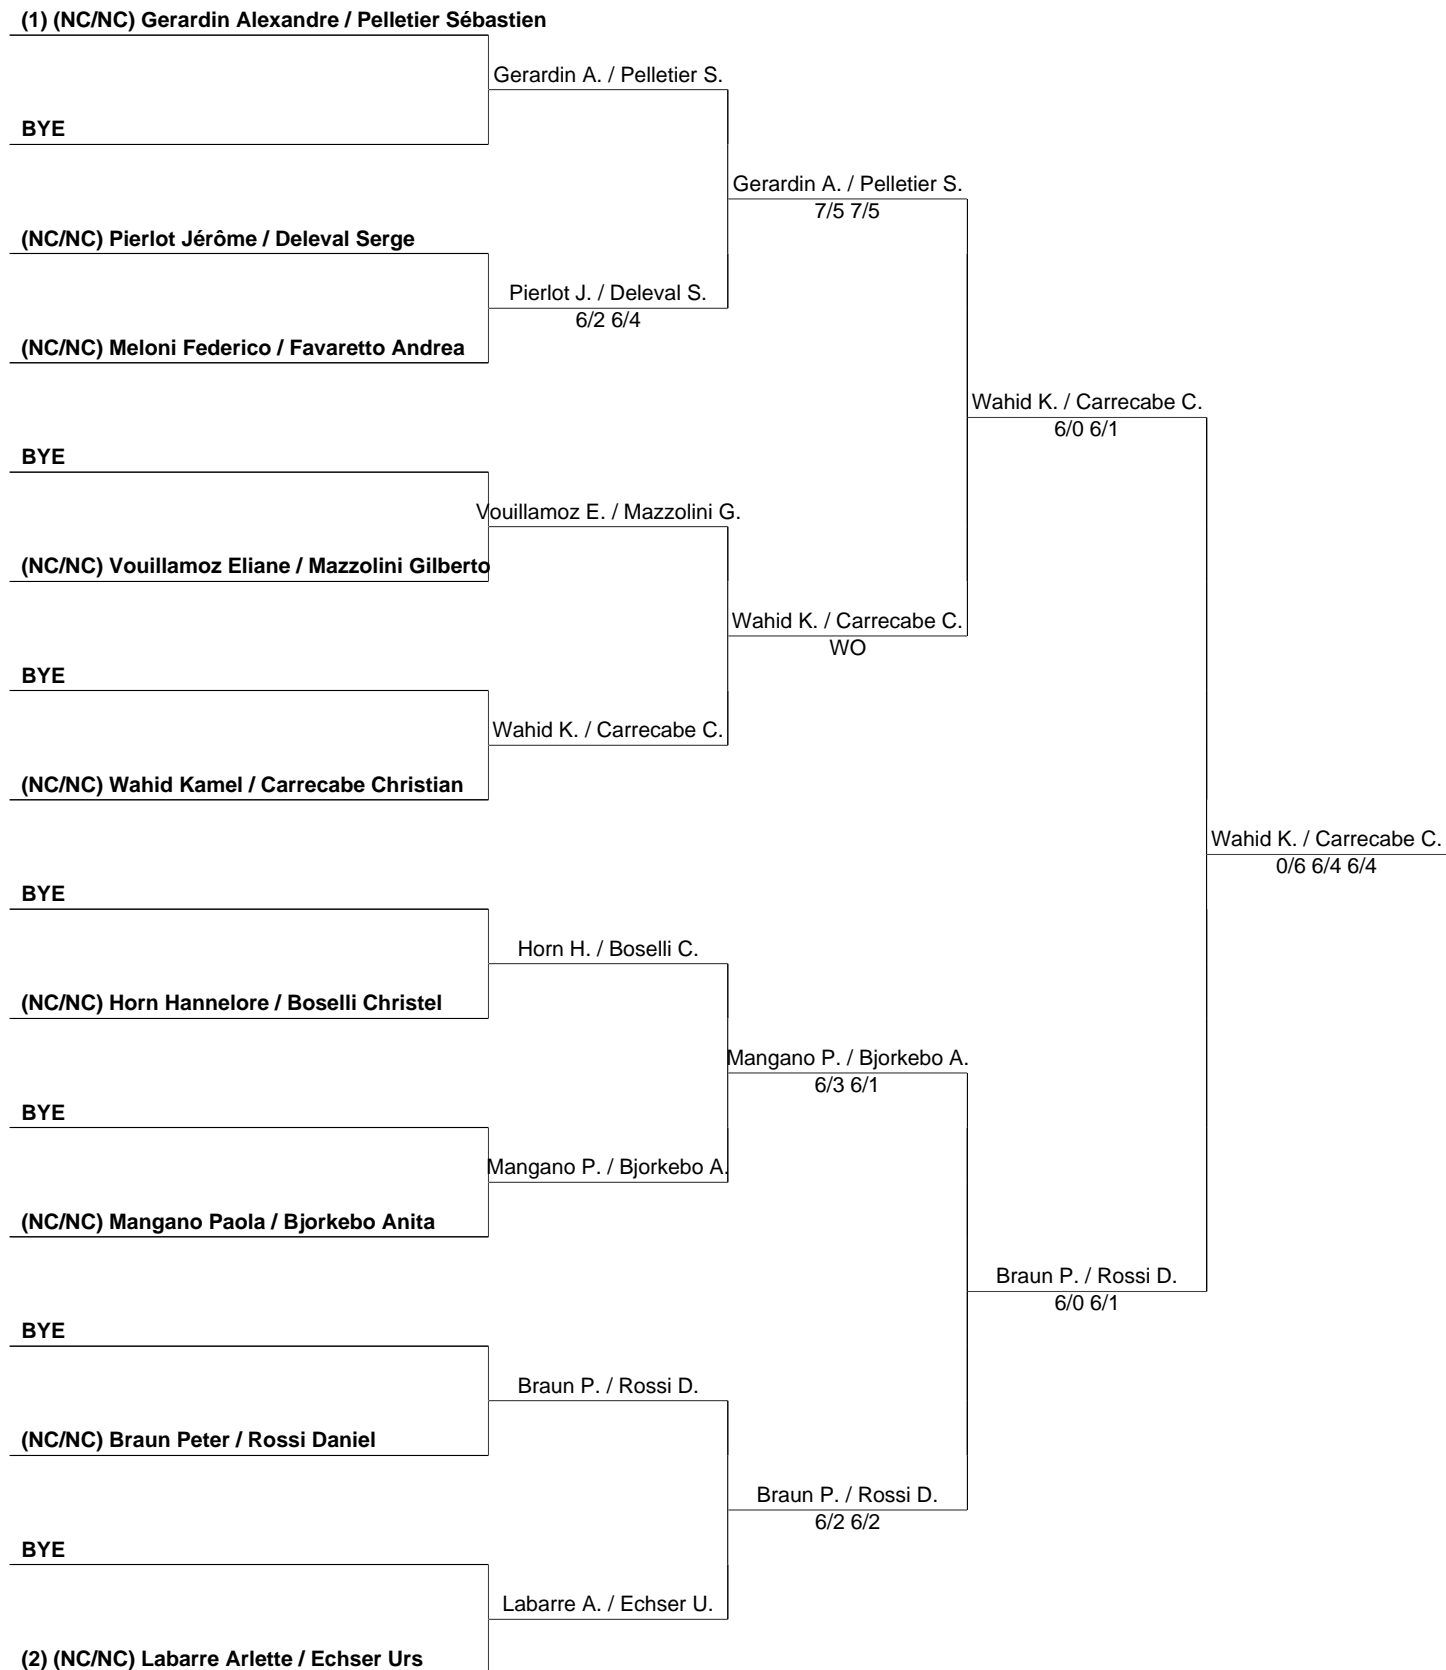 (1) (NC/NC) Gerardin Alexandre / Pelletier Sébastien
Gerardin A. / Pelletier S.
BYE
Gerardin A. / Pelletier S.
7/5 7/5
(NC/NC) Pierlot Jérôme / Deleval Serge
Pierlot J. / Deleval S.
6/2 6/4
(NC/NC) Meloni Federico / Favaretto Andrea
Wahid K. / Carrecabe C.
6/0 6/1
BYE
Vouillamoz E. / Mazzolini G.
(NC/NC) Vouillamoz Eliane / Mazzolini Gilberto
Wahid K. / Carrecabe C.
WO
BYE
Wahid K. / Carrecabe C.
(NC/NC) Wahid Kamel / Carrecabe Christian
Wahid K. / Carrecabe C.
0/6 6/4 6/4
BYE
Horn H. / Boselli C.
(NC/NC) Horn Hannelore / Boselli Christel
Mangano P. / Bjorkebo A.
6/3 6/1
BYE
Mangano P. / Bjorkebo A.
(NC/NC) Mangano Paola / Bjorkebo Anita
Braun P. / Rossi D.
6/0 6/1
BYE
Braun P. / Rossi D.
(NC/NC) Braun Peter / Rossi Daniel
Braun P. / Rossi D.
6/2 6/2
BYE
Labarre A. / Echser U.
(2) (NC/NC) Labarre Arlette / Echser Urs